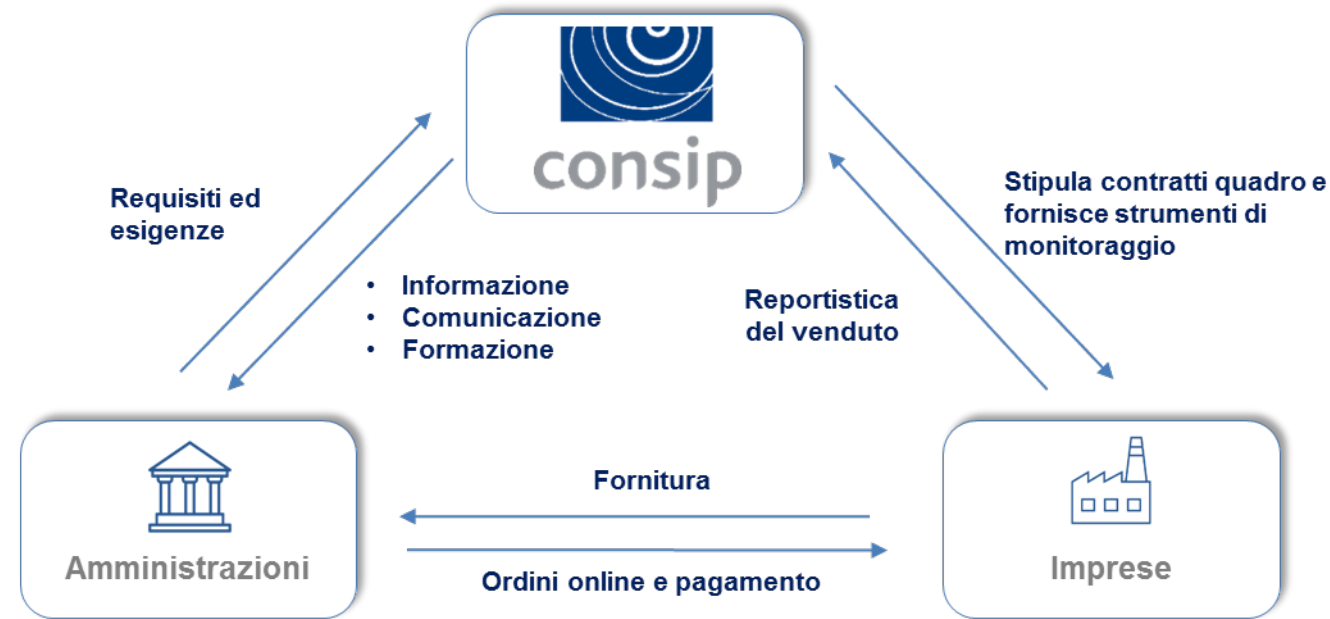 consip
Requisiti ed
esigenze
Stipula contratti quadro e
fornisce strumenti di
monitoraggio
• Informazione
• Comunicazione
• Formazione
Reportistica
del venduto
Fornitura
Amministrazioni
Imprese
Ordini online e pagamento